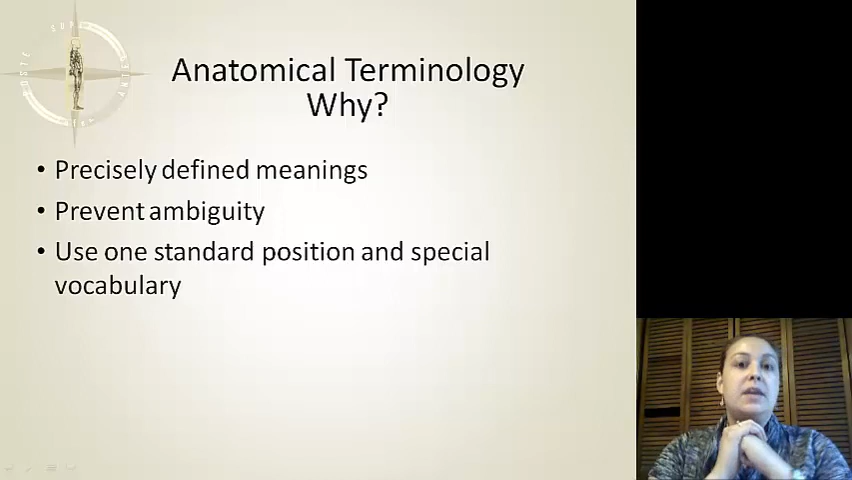 Anatomical Terminology
Why?
• Precisely defined meanings
• Prevent ambiguity
• Use one standard position and special
vocabulary